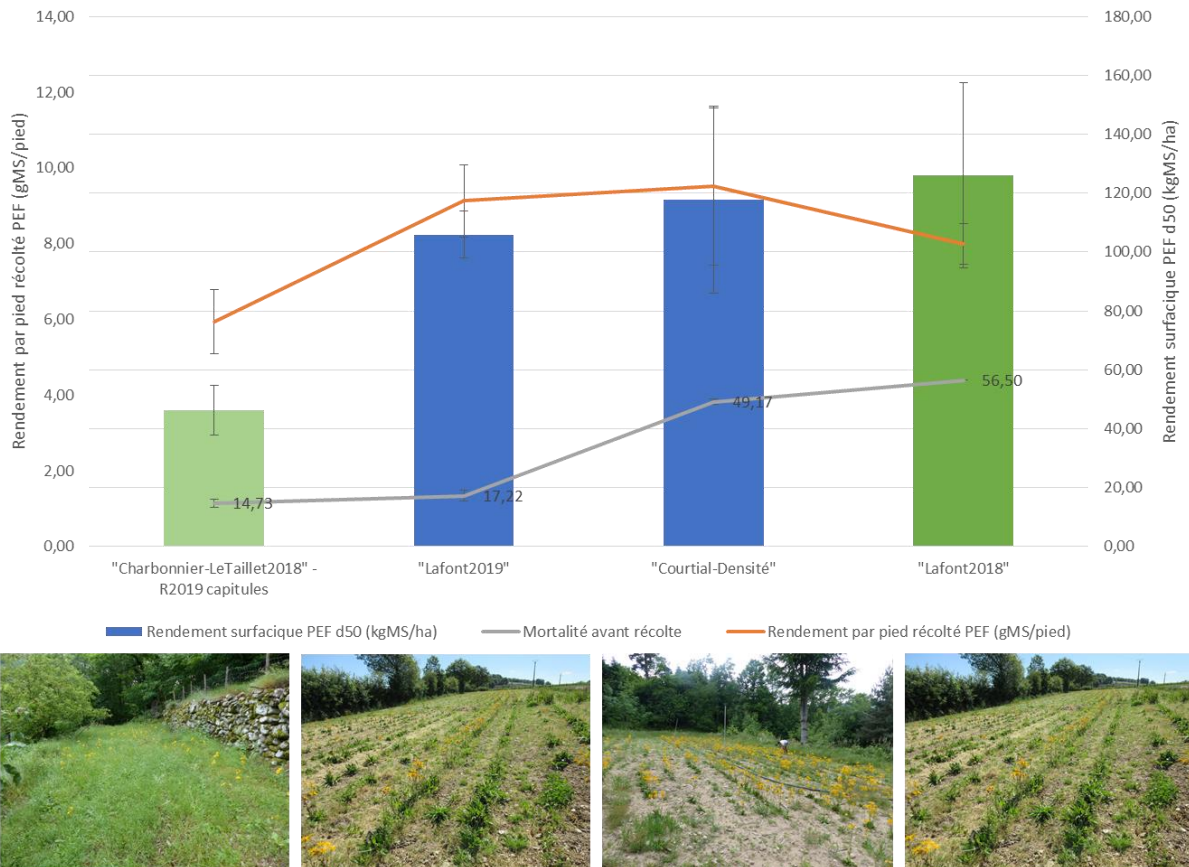 14,00
12,00
10,00
8,00
6,00
4,00
2,00
0,00
Rendement par pied récolté PEF (gMS/pied)
180,00
160,00
140,00
120,00
100,00
80,00
60,00
40,00
20,00
0,00
Rendement surfacique PEF d50 (kgMS/ha)
14,73
17,22
49,17
56,50
"Charbonnier-LeTaillet2018" -
R2019 capitules
"Lafont2019"
"Courtial-Densité"
"Lafont2018"
Rendement surfacique PEF d50 (kgMS/ha)
Mortalité avant récolte
Rendement par pied récolté PEF (gMS/pied)